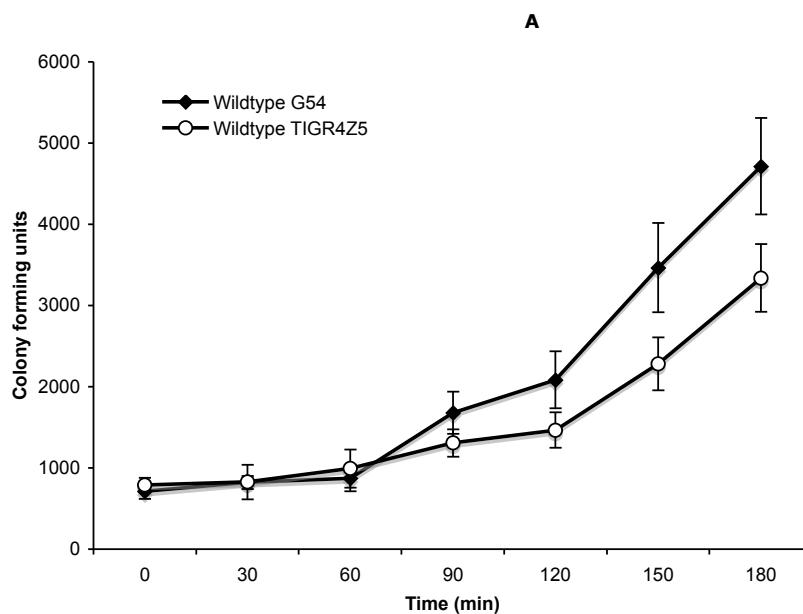 A
6000
5000
4000
3000
2000
1000
0
Colony forming units
Wildtype G54
Wildtype TIGR4Z5
0 30 60 90 120 150 180
Time (min)